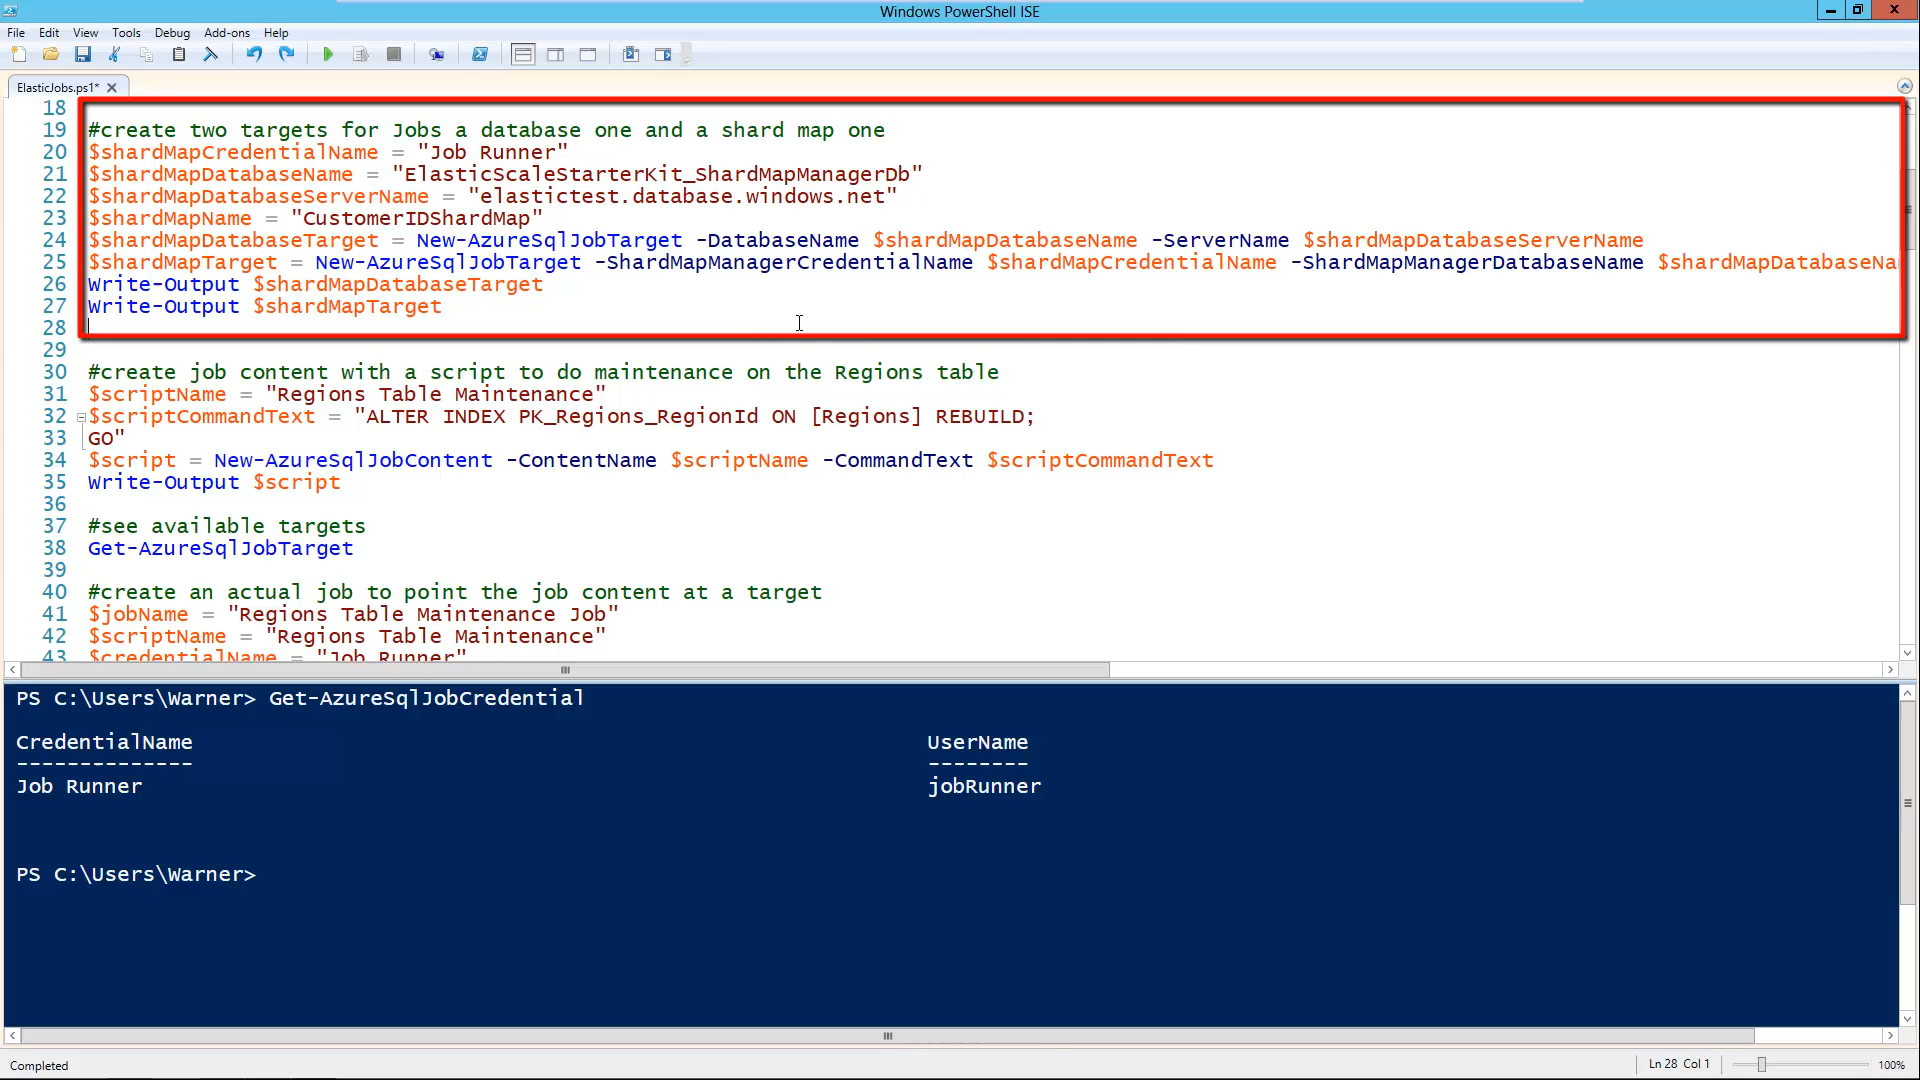 Windows PowerShell ISE
File Edit View Tools Debug Add-ons Help
ElasticJobs.ps1*
18
19 #create two targets for Jobs a database one and a shard map one
20 $shardMapCredentialName = "Job Runner"
21 $shardMapDatabaseName = "ElasticScaleStarterKit_ShardMapManagerDb"
22 $shardMapDatabaseServerName = "elastictest.database.windows.net"
23 $shardMapName = "CustomerIDShardMap"
24 $shardMapDatabaseTarget = New-AzureSqlJobTarget -DatabaseName $shardMapDatabaseName -ServerName $shardMapDatabaseServerName
25 $shardMapTarget = New-AzureSqlJobTarget -ShardMapManagerCredentialName $shardMapCredentialName -ShardMapManagerDatabaseName $shardMapDatabaseNa
26 Write-Output $shardMapDatabaseTarget
27 Write-Output $shardMapTarget
28
29
30 #create job content with a script to do maintenance on the Regions table
31 $scriptName = "Regions Table Maintenance"
32 $scriptCommandText = "ALTER INDEX PK_Regions_RegionId ON [Regions] REBUILD;
33 GO"
34 $script = New-AzureSqlJobContent -ContentName $scriptName -CommandText $scriptCommandText
35 Write-Output $script
36
37 #see available targets
38 Get-AzureSqlJobTarget
39
40 #create an actual job to point the job content at a target
41 $jobName = "Regions Table Maintenance Job"
42 $scriptName = "Regions Table Maintenance"
43 $credentialName = "Job Runner"
PS C:\Users\Warner> Get-AzureSqlJobCredential
CredentialName UserName
-------------- --------
Job Runner jobRunner
PS C:\Users\Warner>
Completed Ln 28 Col 1 100%